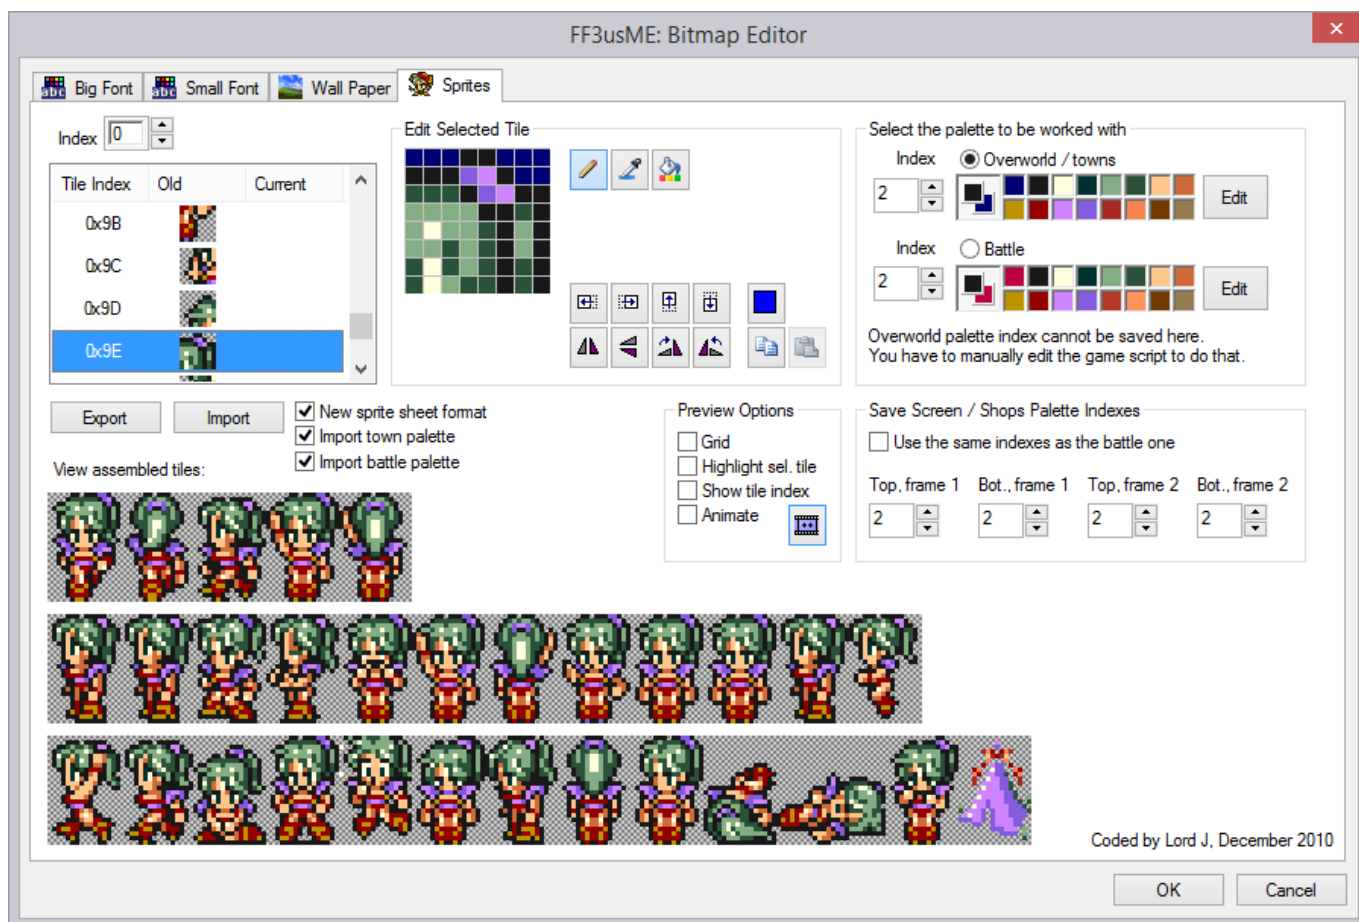 FF3usME: Bitmap Editor
Big Font
Small Font
Wall Paper
Sprites
Index 0
Tile Index Old Current
0x9B
0x9C
0x9D
0x9E
Edit Selected Tile
Select the palette to be worked with
Index Overworld / towns
2 Edit
Index Battle
2 Edit
Overworld palette index cannot be saved here.
You have to manually edit the game script to do that.
Export
Import
New sprite sheet format
Import town palette
Import battle palette
View assembled tiles:
Preview Options
Grid
Highlight sel. tile
Show tile index
Animate
Save Screen / Shops Palette Indexes
Use the same indexes as the battle one
Top, frame 1 Bot., frame 1 Top, frame 2 Bot., frame 2
2 2 2 2
Coded by Lord J, December 2010
OK Cancel